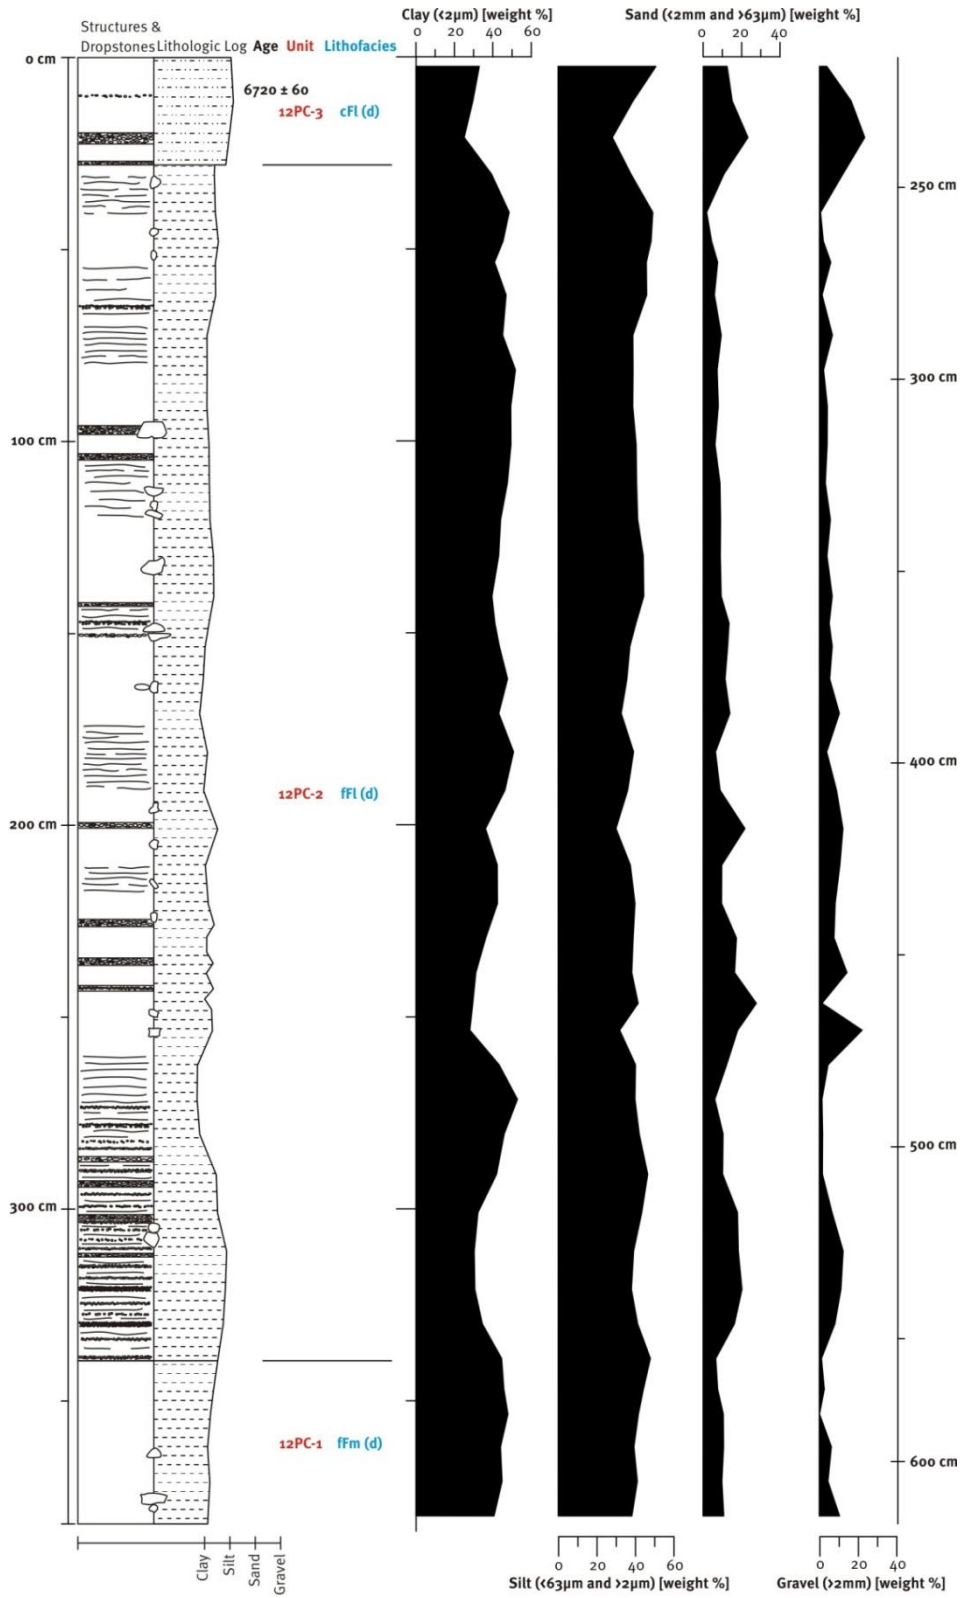 Clay (<2µm) [weight %]
Sand (<2mm and >63µm) [weight %]
Structures &
Dropstones Lithologic Log Age Unit Lithofacies
0 20 40 60
0 20 40
0 cm
6720 ± 60
12PC-3 cFl (d)
250 cm
300 cm
100 cm
400 cm
12PC-2 fFl (d)
200 cm
500 cm
300 cm
12PC-1 fFm (d)
600 cm
Clay
Silt
Sand
Gravel
0 20 40 60
0 20 40
Silt (<63µm and >2µm) [weight %]
Gravel (>2mm) [weight %]